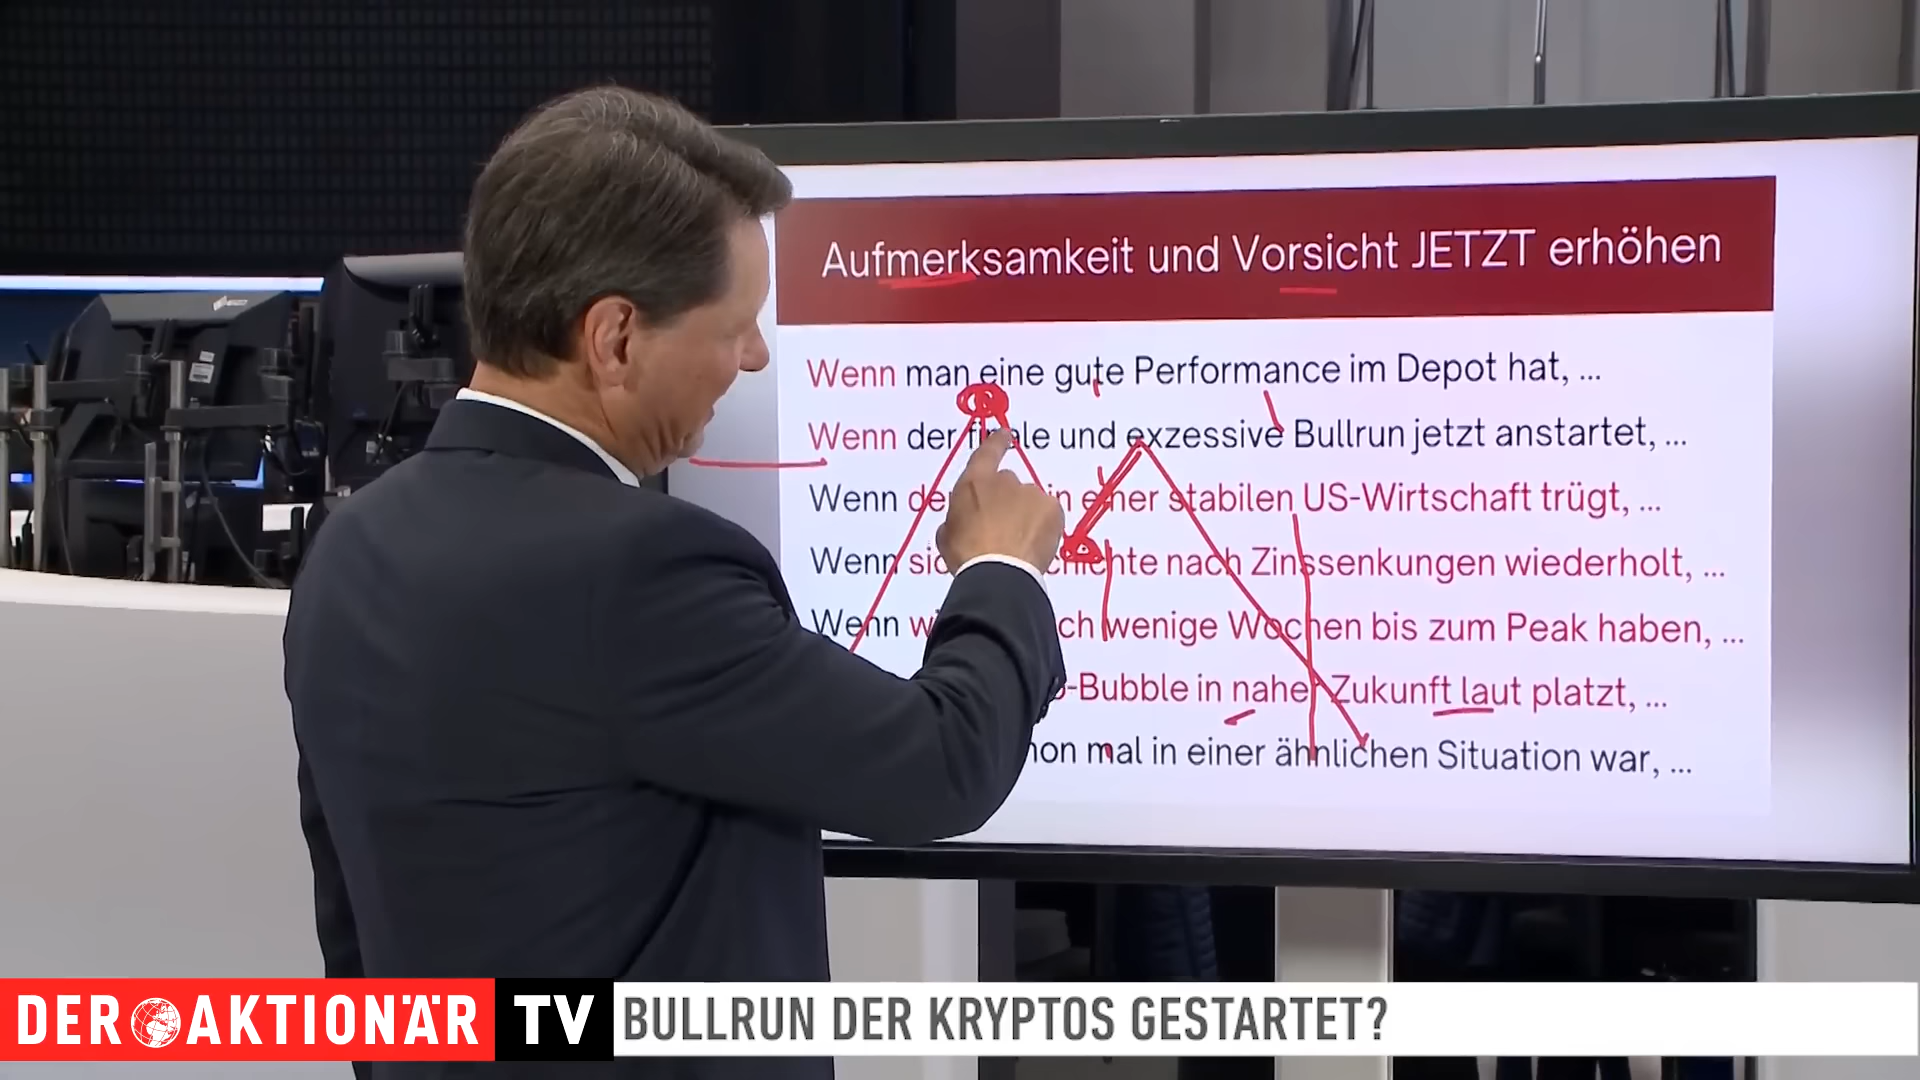 Aufmerksamkeit und Vorsicht JETZT erhöhen
Wenn man eine gute Performance im Depot hat, ...
Wenn der finale und exzessive Bullrun jetzt anstartet, ...
Wenn in einer stabilen US-Wirtschaft trügt, ...
Wenn nach Zinssenkungen wiederholt, ...
Wenn wenige Wochen bis zum Peak haben, ...
-Bubble in naher Zukunft laut platzt, ...
mal in einer ähnlichen Situation war, ...
DER AKTIONÄR TV BULLRUN DER KRYPTOS GESTARTET?